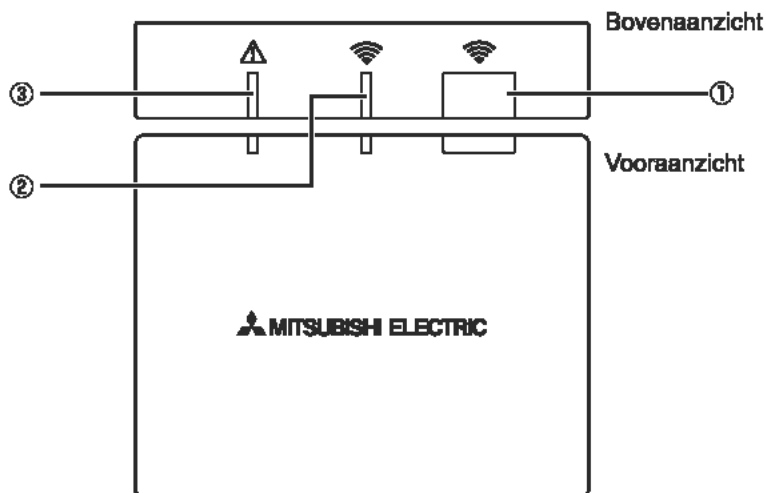 Bovenaanzicht
③
①
Vooraanzicht
②
MITSUBISHI ELECTRIC